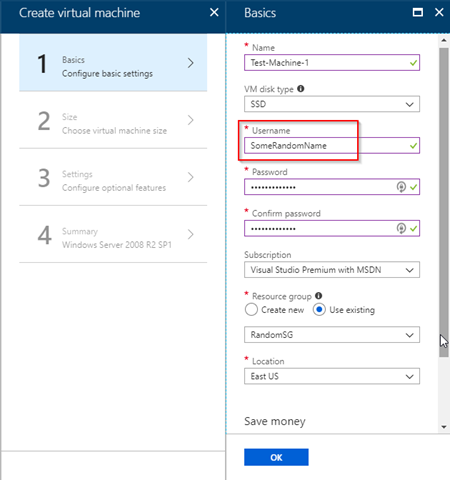 Create virtual machine
1
Basics
Configure basic settings
2
Size
Choose virtual machine size
3
Settings
Configure optional features
4
Summary
Windows Server 2008 R2 SP1
Basics
* Name
Test-Machine-1
VM disk type
SSD
* Username
SomeRandomName
* Password
•••••••••••••
* Confirm password
•••••••••••••
Subscription
Visual Studio Premium with MSDN
* Resource group
Create new Use existing
RandomSG
* Location
East US
Save money
OK